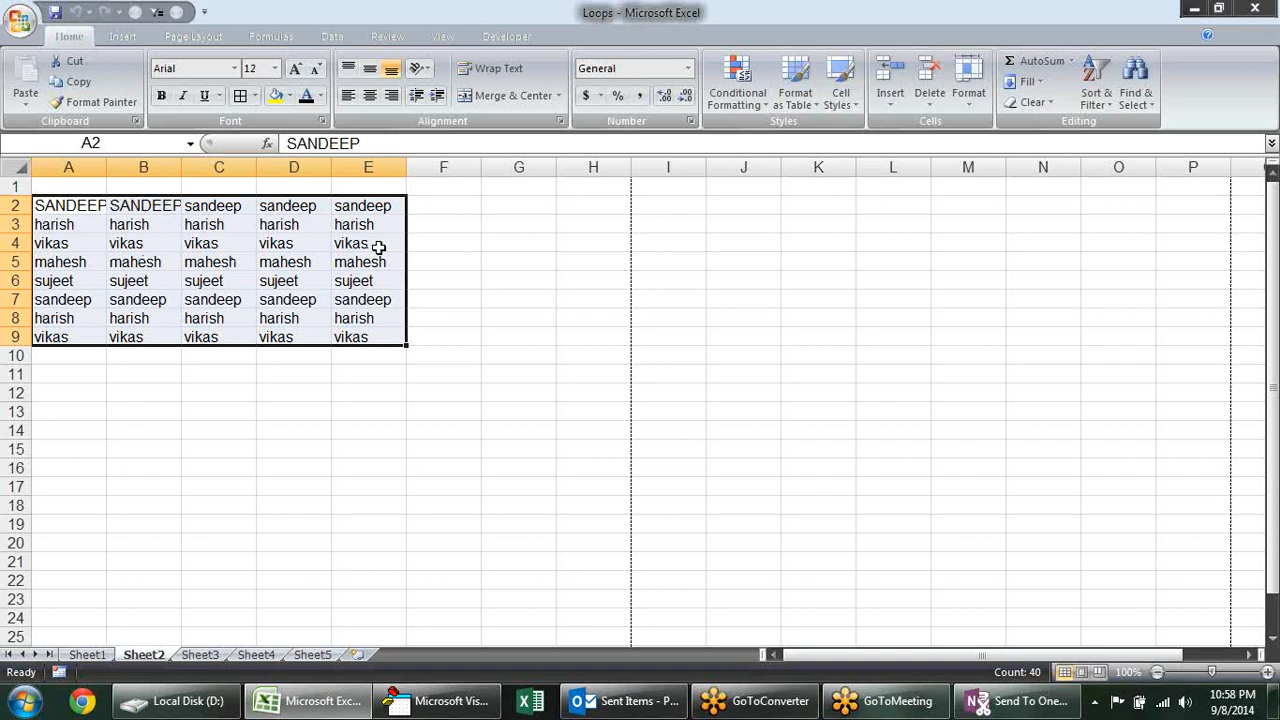 Loops - Microsoft Excel
Home Insert Page Layout Formulas Data Review View Developer
Cut
Copy
Format Painter
Paste
Clipboard
Arial 12
B I U
Font
Wrap Text
Merge & Center
Alignment
General
$ % ,
Number
Conditional Formatting
Format as Table
Cell Styles
Styles
Insert Delete Format
Cells
Σ AutoSum
Fill
Clear
Sort & Filter
Find & Select
Editing
A2 fx SANDEEP
A B C D E F G H I J K L M N O P
1
2 SANDEEP SANDEEP sandeep sandeep sandeep
3 harish harish harish harish harish
4 vikas vikas vikas vikas vikas
5 mahesh mahesh mahesh mahesh mahesh
6 sujeet sujeet sujeet sujeet sujeet
7 sandeep sandeep sandeep sandeep sandeep
8 harish harish harish harish harish
9 vikas vikas vikas vikas vikas
10
11
12
13
14
15
16
17
18
19
20
21
22
23
24
25
Sheet1 Sheet2 Sheet3 Sheet4 Sheet5
Ready Count: 40 100%
Local Disk (D:) Microsoft Exc... Microsoft Vis... Sent Items - P... GoToConverter GoToMeeting Send To One... 10:58 PM
9/8/2014